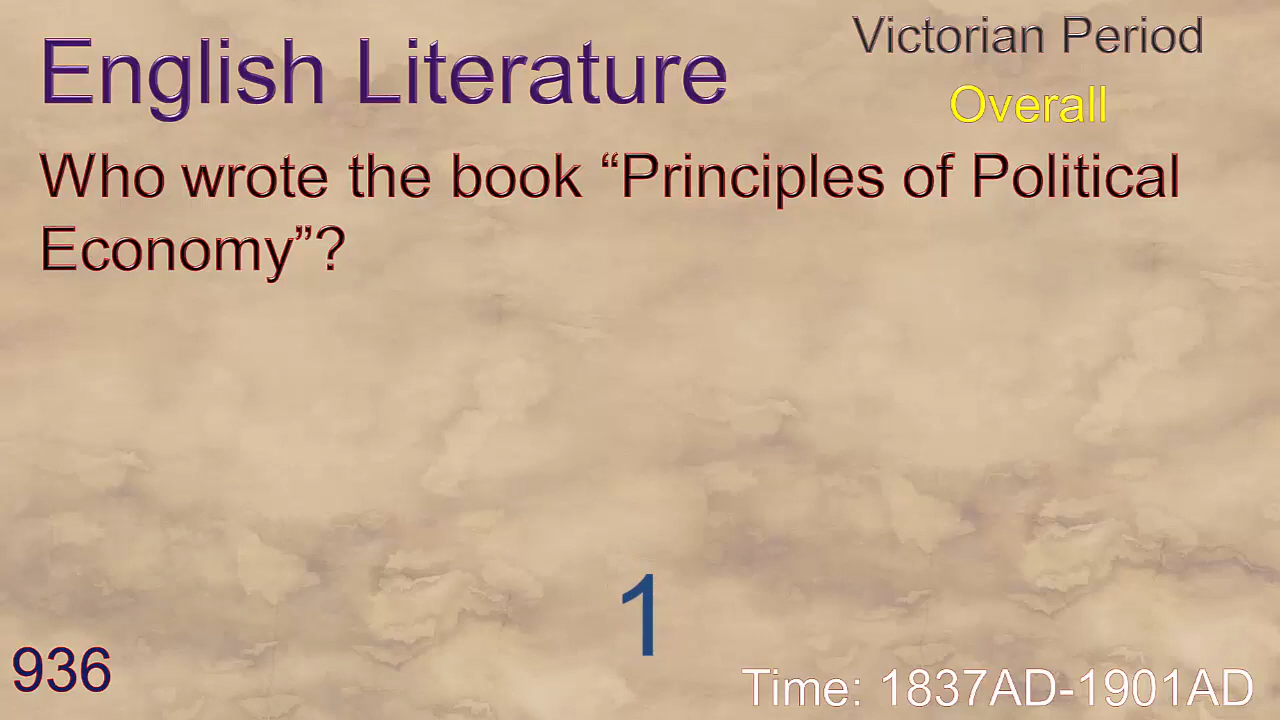 English Literature
Victorian Period
Overall
Who wrote the book “Principles of Political
Economy”?
1
936
Time: 1837AD-1901AD